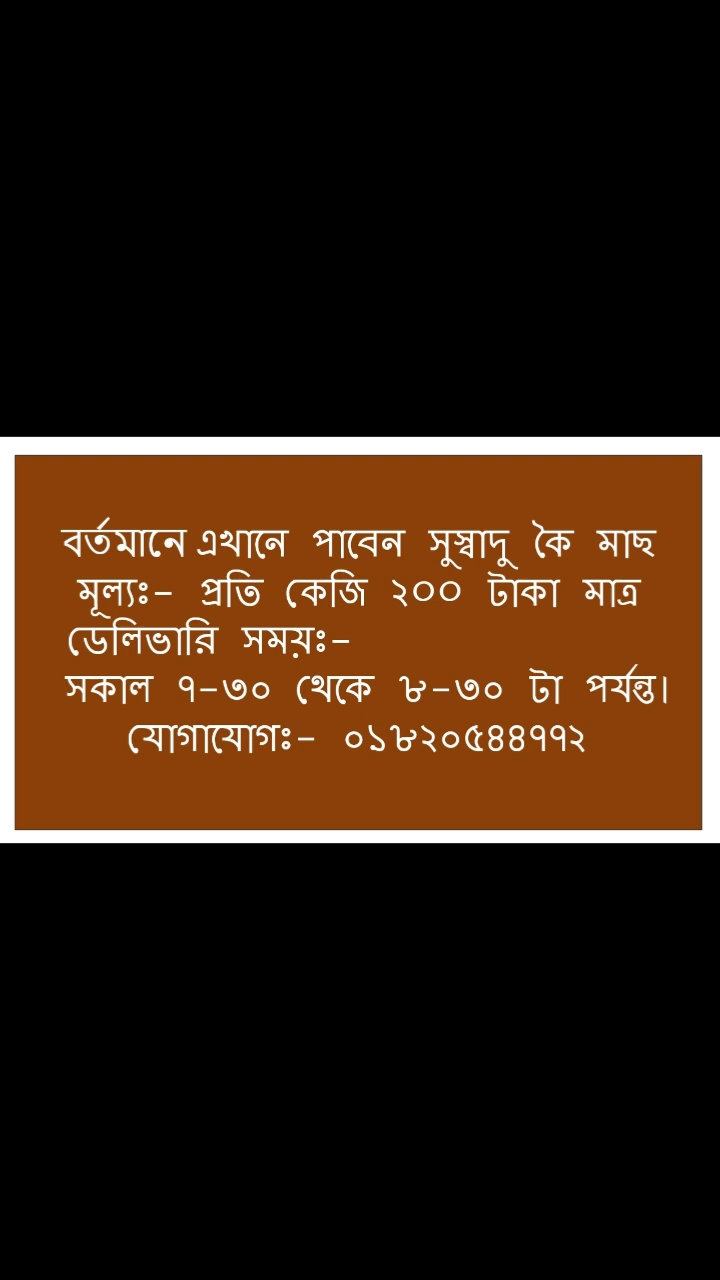 বর্তমানে এখানে পাবেন সুস্বাদু কৈ মাছ
মূল্যঃ- প্রতি কেজি ২০০ টাকা মাত্র
ডেলিভারি সময়ঃ-
সকাল ৭-৩০ থেকে ৮-৩০ টা পর্যন্ত।
যোগাযোগঃ- ০১৮২০৫৪৪৭৭২